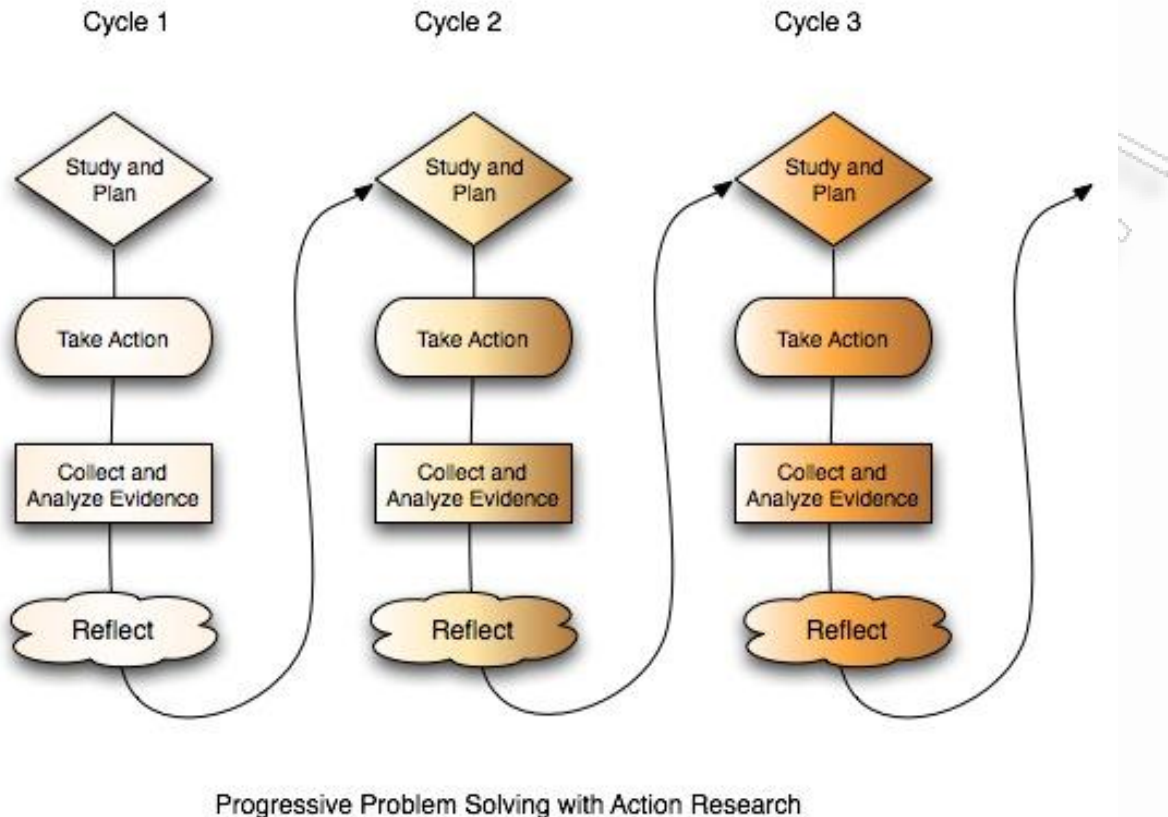 Cycle 1
Cycle 2
Cycle 3
Study and
Plan
Take Action
Collect and
Analyze Evidence
Reflect
Study and
Plan
Take Action
Collect and
Analyze Evidence
Reflect
Study and
Plan
Take Action
Collect and
Analyze Evidence
Reflect
Progressive Problem Solving with Action Research